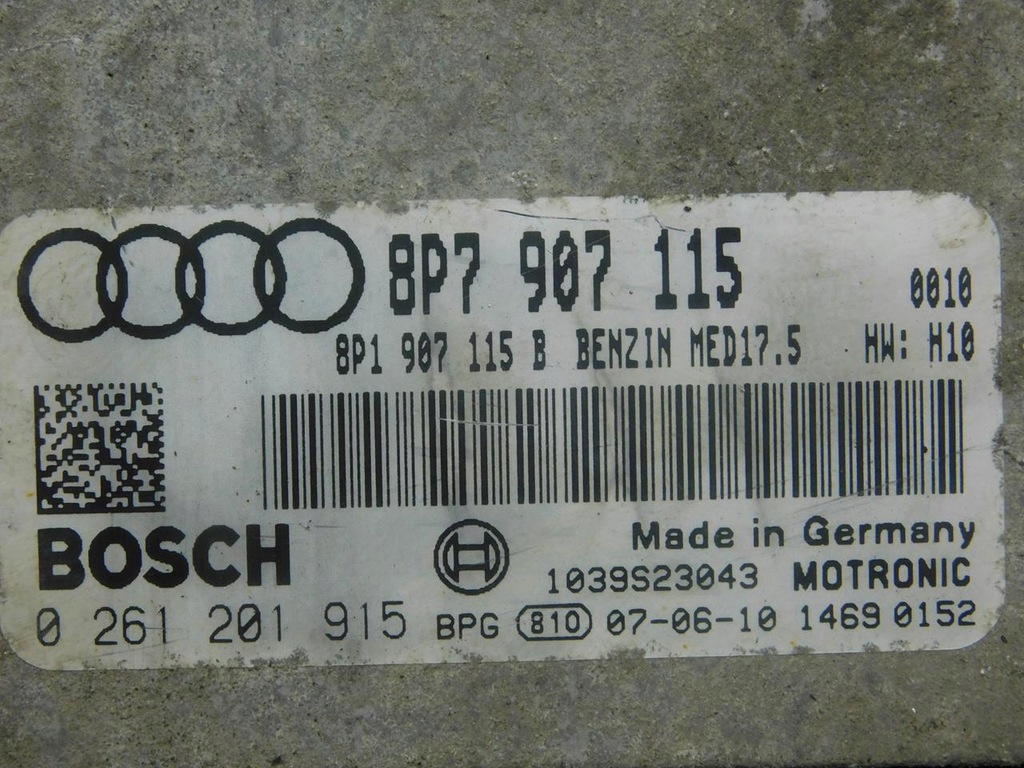 8P7 907 115 0010
8P1 907 115 B BENZIN MED17.5 HW: H10
BOSCH
Made in Germany
1039S23043 MOTRONIC
0 261 201 915 BPG 810 07-06-10 1469 0152